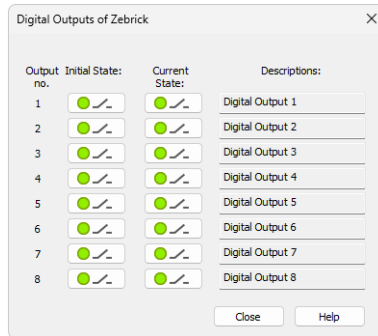 Digital Outputs of Zebrick
Output no. Initial State: Current State: Descriptions:
1 Digital Output 1
2 Digital Output 2
3 Digital Output 3
4 Digital Output 4
5 Digital Output 5
6 Digital Output 6
7 Digital Output 7
8 Digital Output 8
Close Help